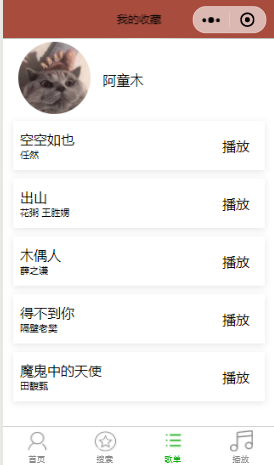 我的收藏
阿童木
空空如也
任然
播放
出山
花粥 王胜娚
播放
木偶人
薛之谦
播放
得不到你
隔壁老樊
播放
魔鬼中的天使
田馥甄
播放
首页
搜索
歌单
播放